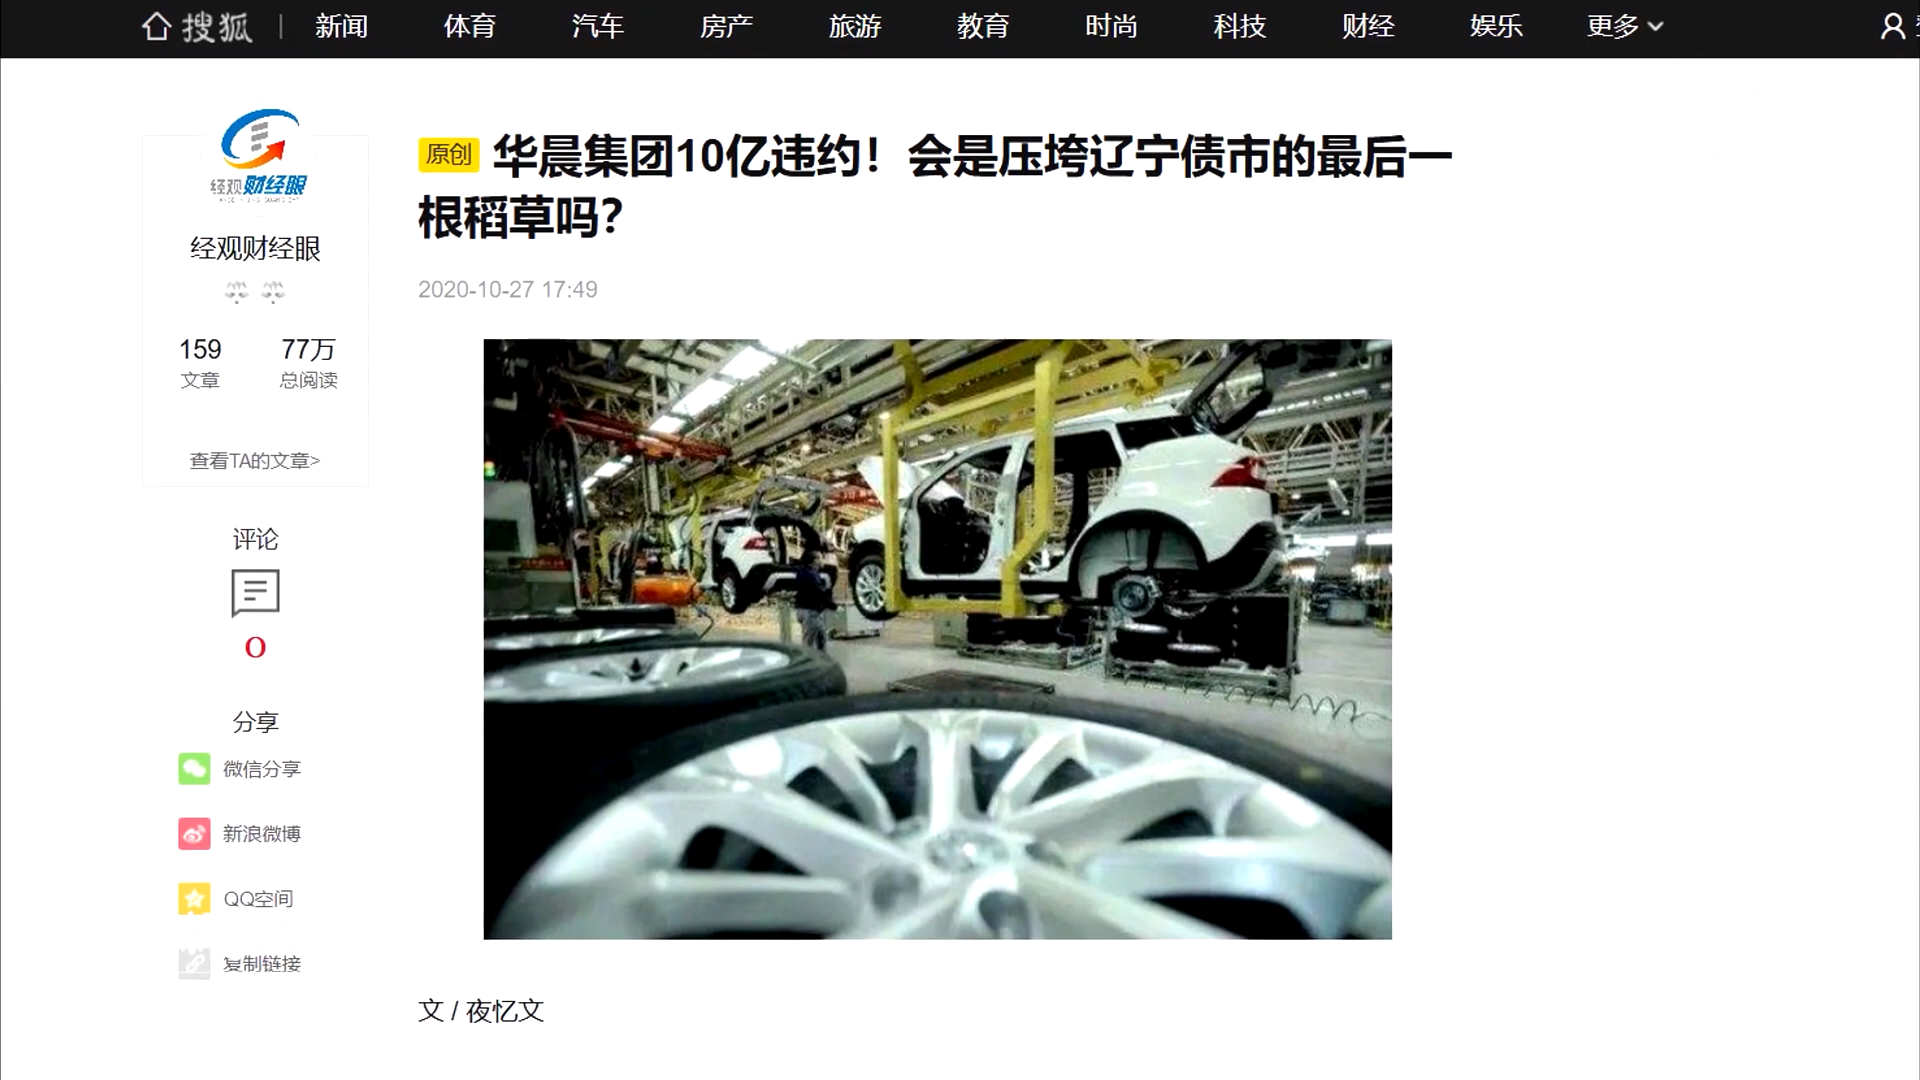 搜狐 | 新闻 体育 汽车 房产 旅游 教育 时尚 科技 财经 娱乐 更多
经观财经眼
经观财经眼
159 77万
文章 总阅读
查看TA的文章>
评论
0
分享
微信分享
新浪微博
QQ空间
复制链接
原创 华晨集团10亿违约！会是压垮辽宁债市的最后一
根稻草吗？
2020-10-27 17:49
文 / 夜忆文